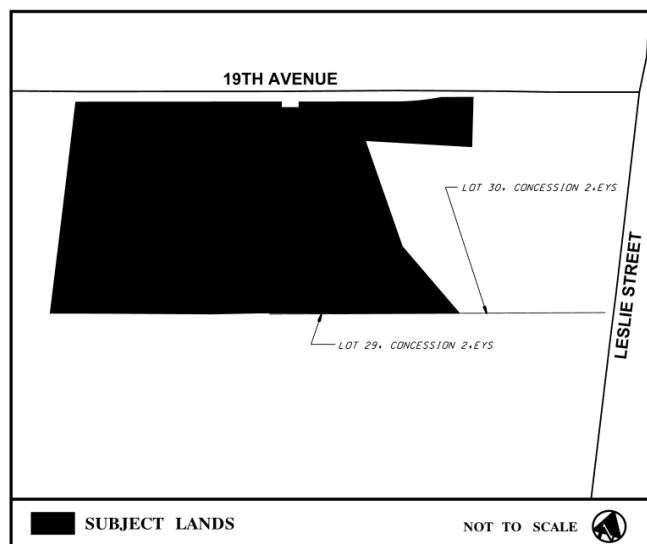 19TH AVENUE
LOT 30, CONCESSION 2,EYS
LESLIE STREET
LOT 29, CONCESSION 2,EYS
SUBJECT LANDS
NOT TO SCALE